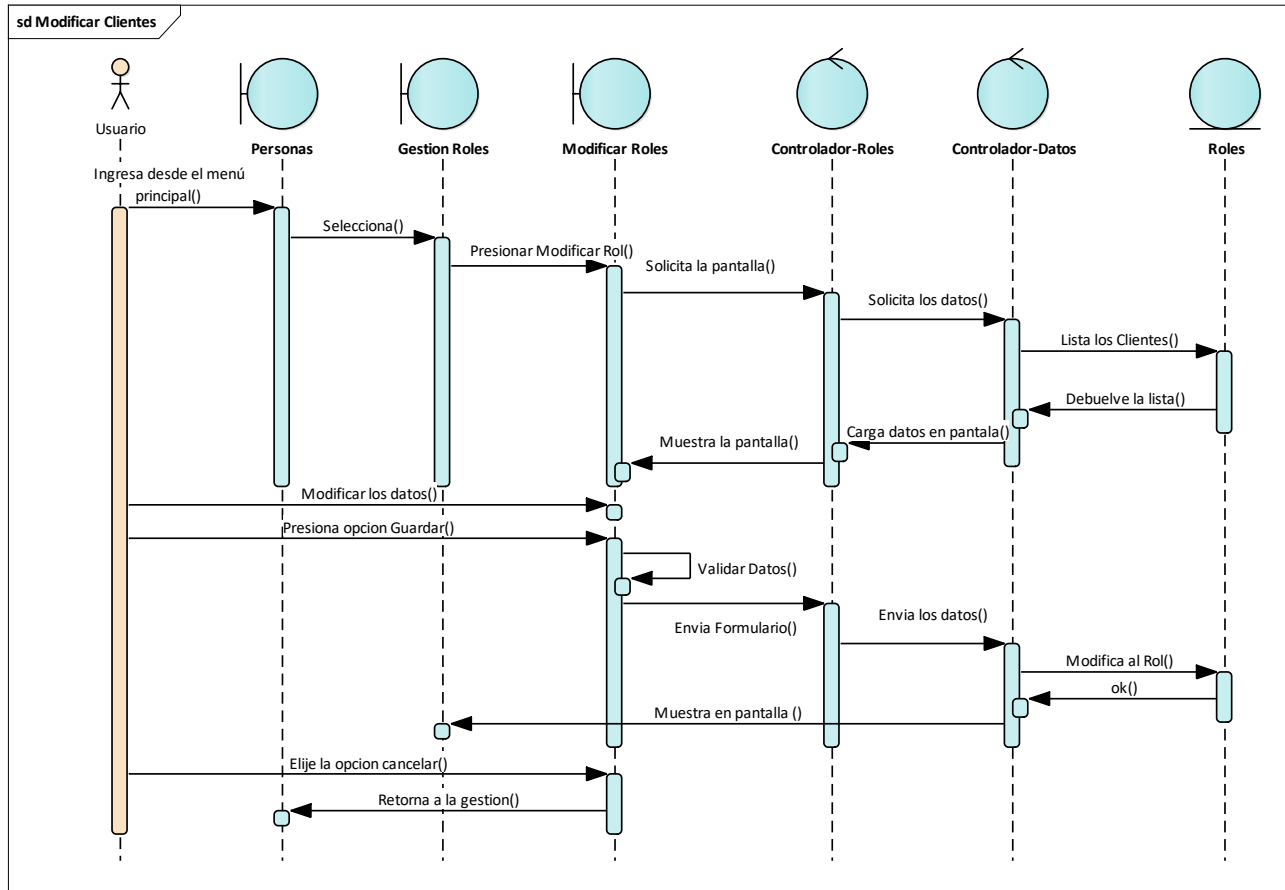 sd Modificar Clientes
Usuario
Personas
Gestion Roles
Modificar Roles
Controlador-Roles
Controlador-Datos
Roles
Ingresa desde el menú
principal()
Selecciona()
Presionar Modificar Rol()
Solicita la pantalla()
Solicita los datos()
Lista los Clientes()
Debuelve la lista()
Carga datos en pantala()
Muestra la pantalla()
Modificar los datos()
Presiona opcion Guardar()
Validar Datos()
Envia Formulario()
Envia los datos()
Modifica al Rol()
ok()
Muestra en pantalla ()
Elije la opcion cancelar()
Retorna a la gestion()